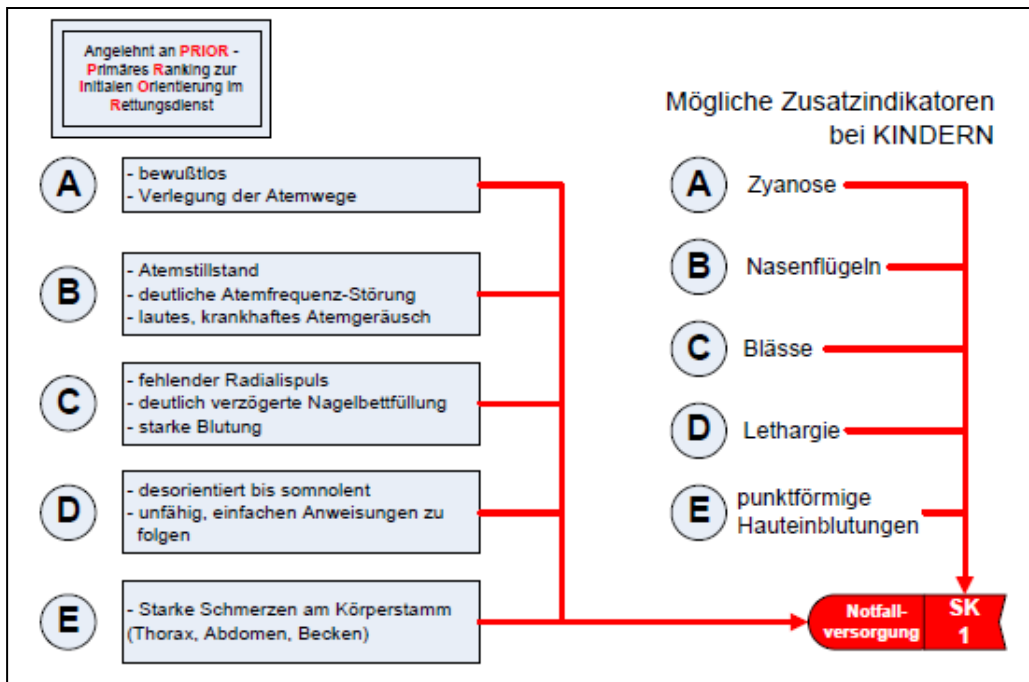 Angelehnt an PRIOR -
Primäres Ranking zur
Initialen Orientierung im
Rettungsdienst
A
- bewußtlos
- Verlegung der Atemwege
B
- Atemstillstand
- deutliche Atemfrequenz-Störung
- lautes, krankhaftes Atemgeräusch
C
- fehlender Radialispuls
- deutlich verzögerte Nagelbettfüllung
- starke Blutung
D
- desorientiert bis somnolent
- unfähig, einfachen Anweisungen zu
folgen
E
- Starke Schmerzen am Körperstamm
(Thorax, Abdomen, Becken)
Mögliche Zusatzindikatoren
bei KINDERN
A Zyanose
B Nasenflügeln
C Blässe
D Lethargie
E punktförmige
Hauteinblutungen
Notfall-
versorgung
SK
1